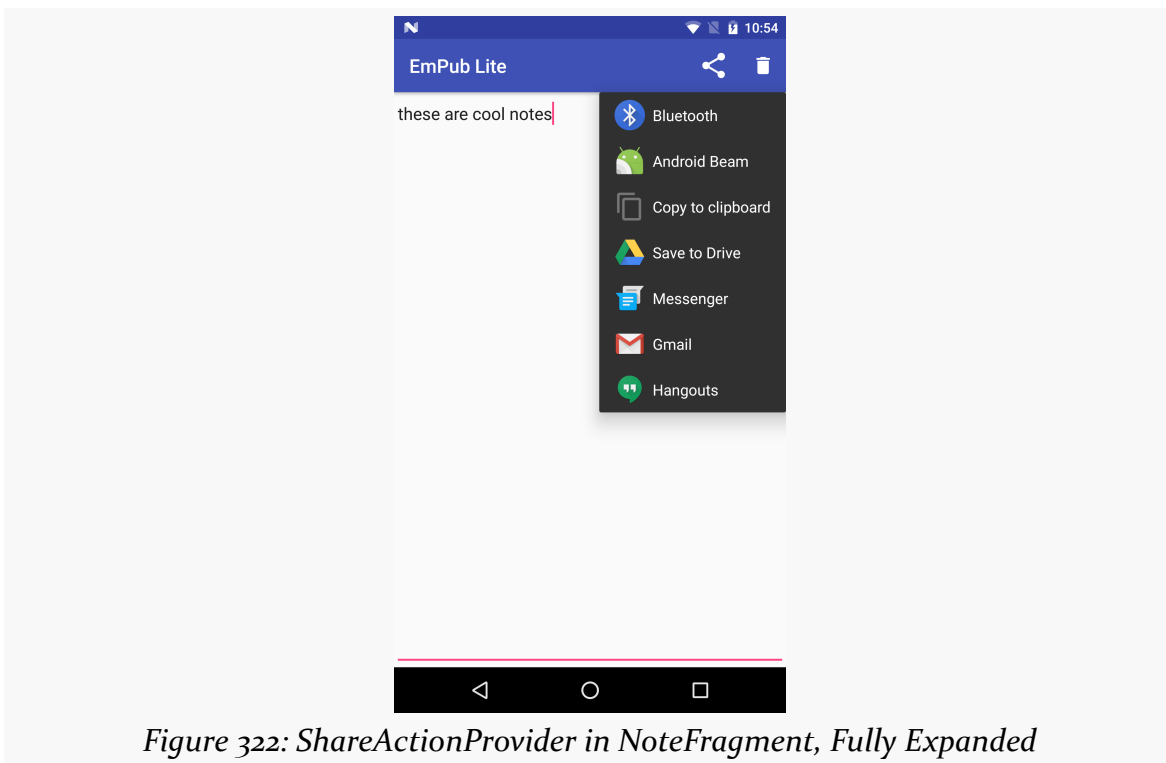 10:54
EmPub Lite
these are cool notes
Bluetooth
Android Beam
Copy to clipboard
Save to Drive
Messenger
Gmail
Hangouts
Figure 322: ShareActionProvider in NoteFragment, Fully Expanded